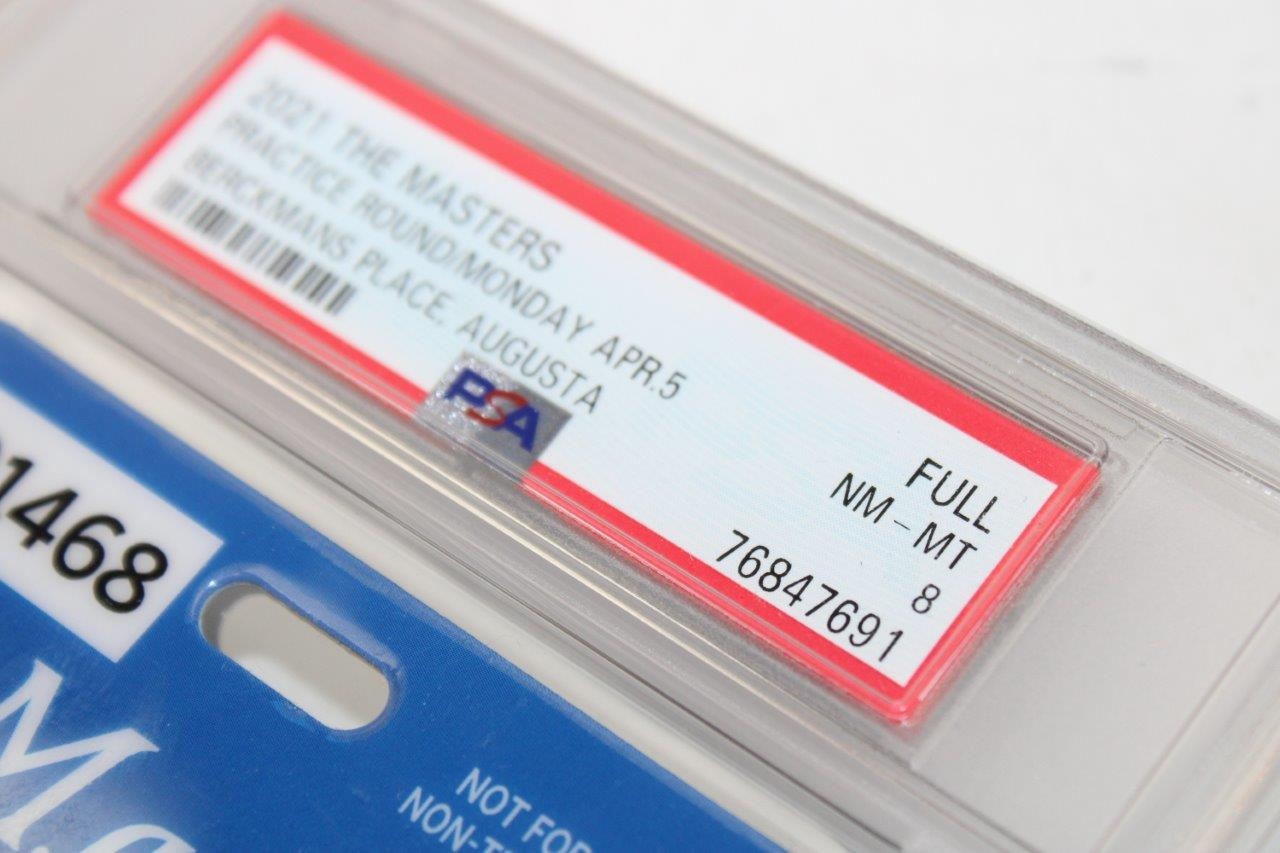 2021 THE MASTERS
PRACTICE ROUND/MONDAY APR.5
BERCKMANS PLACE, AUGUSTA
FULL
NM – MT
8
76847691
PSA
1468
NOT FOR